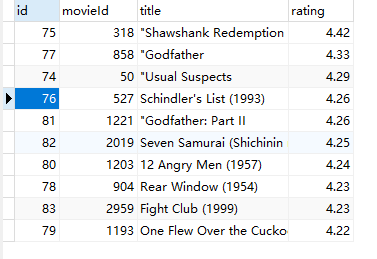 id movieId title rating
75 318 "Shawshank Redemption 4.42
77 858 "Godfather 4.33
74 50 "Usual Suspects 4.29
76 527 Schindler's List (1993) 4.26
81 1221 "Godfather: Part II 4.26
82 2019 Seven Samurai (Shichinin 4.25
80 1203 12 Angry Men (1957) 4.24
78 904 Rear Window (1954) 4.23
83 2959 Fight Club (1999) 4.23
79 1193 One Flew Over the Cucko 4.22